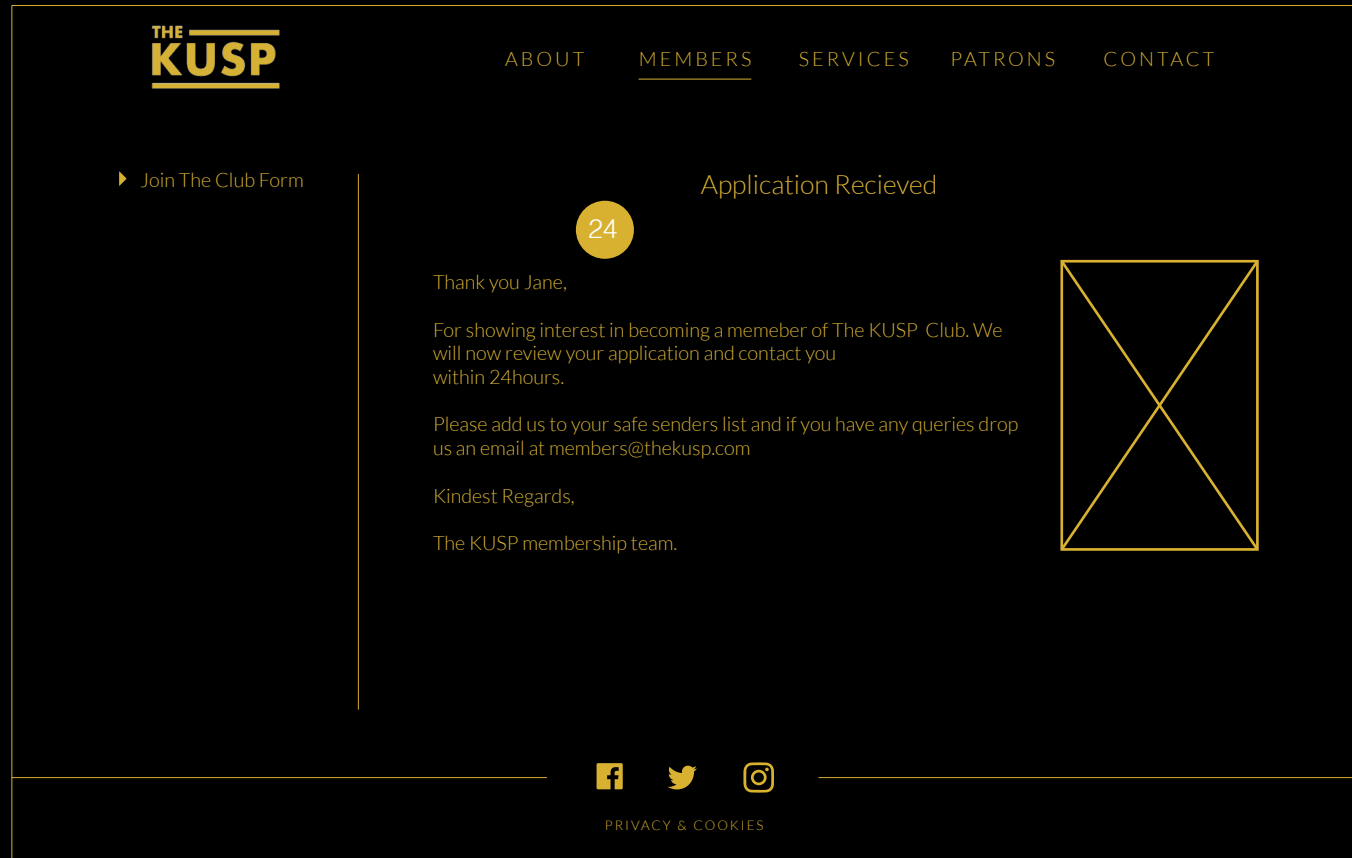 THE
KUSP
ABOUT MEMBERS SERVICES PATRONS CONTACT
Join The Club Form
Application Recieved
24
Thank you Jane,
For showing interest in becoming a memeber of The KUSP  Club. We
will now review your application and contact you
within 24hours.
Please add us to your safe senders list and if you have any queries drop
us an email at members@thekusp.com
Kindest Regards,
The KUSP membership team.
PRIVACY & COOKIES